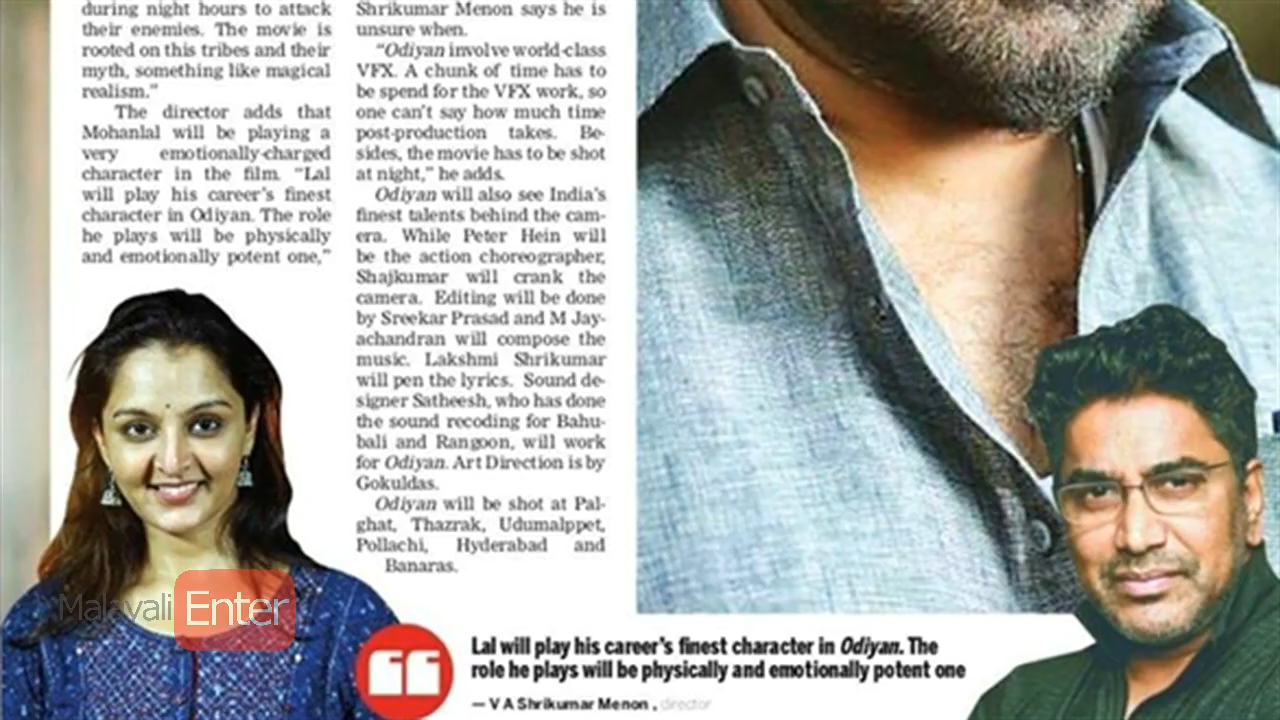 during night hours to attack
their enemies. The movie is
rooted on this tribes and their
myth, something like magical
realism.”
The director adds that
Mohanlal will be playing a
very emotionally-charged
character in the film. “Lal
will play his career’s finest
character in Odiyan. The role
he plays will be physically
and emotionally potent one,”
Shrikumar Menon says he is
unsure when.
“Odiyan involve world-class
VFX. A chunk of time has to
be spend for the VFX work, so
one can’t say how much time
post-production takes. Be-
sides, the movie has to be shot
at night,” he adds.
Odiyan will also see India’s
finest talents behind the cam-
era. While Peter Hein will
be the action choreographer,
Shajkumar will crank the
camera. Editing will be done
by Sreekar Prasad and M Jay-
achandran will compose the
music. Lakshmi Shrikumar
will pen the lyrics. Sound de-
signer Satheesh, who has done
the sound recoding for Bahu-
bali and Rangoon, will work
for Odiyan. Art Direction is by
Gokuldas.
Odiyan will be shot at Pal-
ghat, Thazrak, Udumalppet,
Pollachi, Hyderabad and
Banaras.
Malayali Enter
Lal will play his career’s finest character in Odiyan. The
role he plays will be physically and emotionally potent one
— V A Shrikumar Menon , director